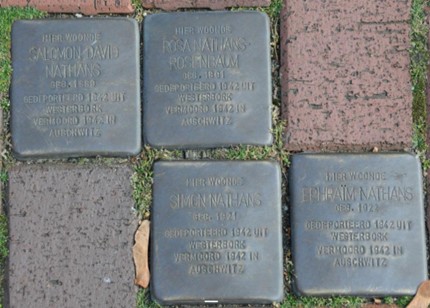 HIER WOONDE
SALOMON DAVID
NATHANS
GEB.
GEDEPORTEERD 1942 UIT
WESTERBORK
VERMOORD 1942 IN
AUSCHWITZ
HIER WOONDE
ROSA NATHANS-
ROSENBAUM
GEB. 1901
GEDEPORTEERD 1942 UIT
WESTERBORK
VERMOORD 1942 IN
AUSCHWITZ
HIER WOONDE
SIMON NATHANS
GEB.
GEDEPORTEERD 1942 UIT
WESTERBORK
VERMOORD 1942 IN
AUSCHWITZ
HIER WOONDE
EPHRAÏM NATHANS
GEB.
GEDEPORTEERD 1942 UIT
WESTERBORK
VERMOORD 1942 IN
AUSCHWITZ